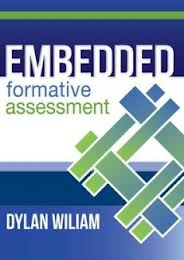 EMBEDDED
formative
assessment
DYLAN WILIAM